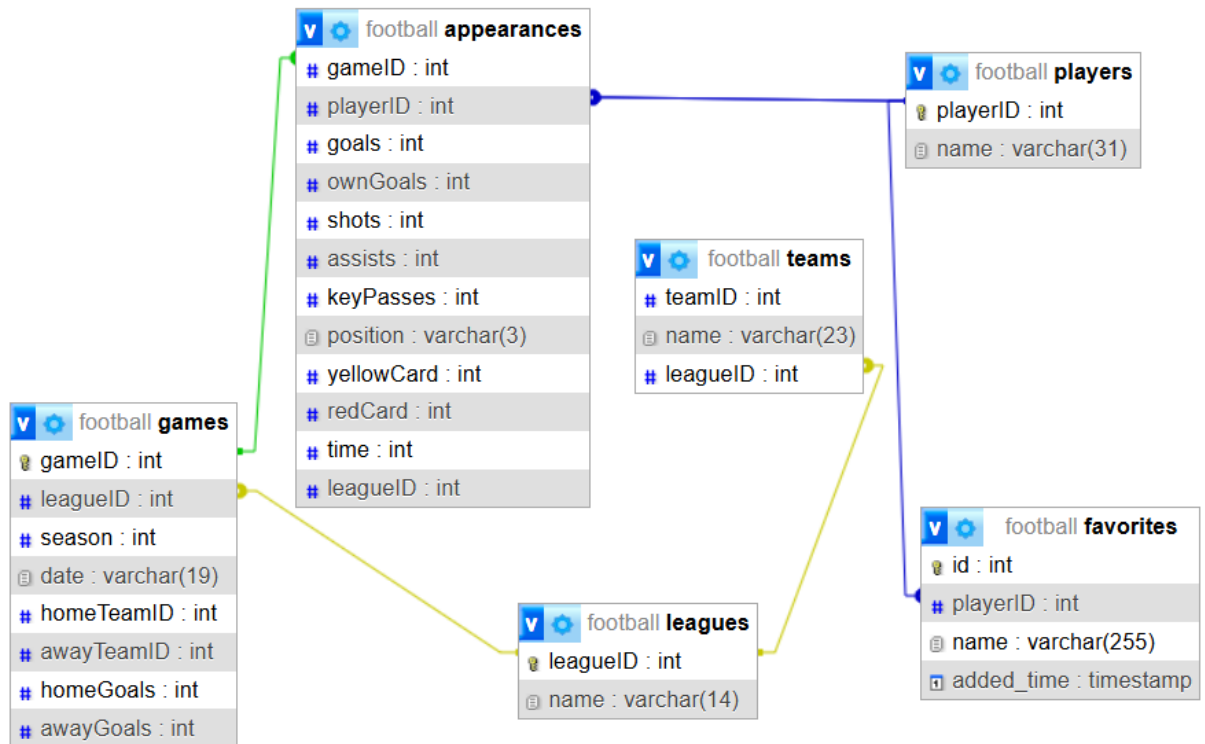 football appearances
gameID : int
playerID : int
goals : int
ownGoals : int
shots : int
assists : int
keyPasses : int
position : varchar(3)
yellowCard : int
redCard : int
time : int
leagueID : int
football players
playerID : int
name : varchar(31)
football teams
teamID : int
name : varchar(23)
leagueID : int
football games
gameID : int
leagueID : int
season : int
date : varchar(19)
homeTeamID : int
awayTeamID : int
homeGoals : int
awayGoals : int
football leagues
leagueID : int
name : varchar(14)
football favorites
id : int
playerID : int
name : varchar(255)
added_time : timestamp